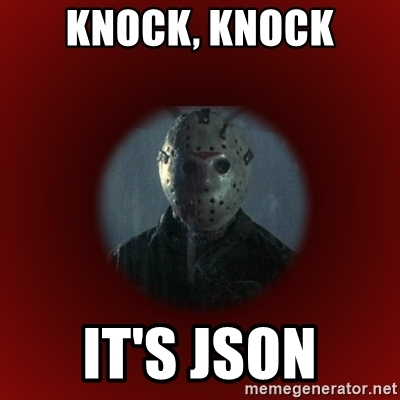 KNOCK, KNOCK
IT'S JSON
memegenerator.net